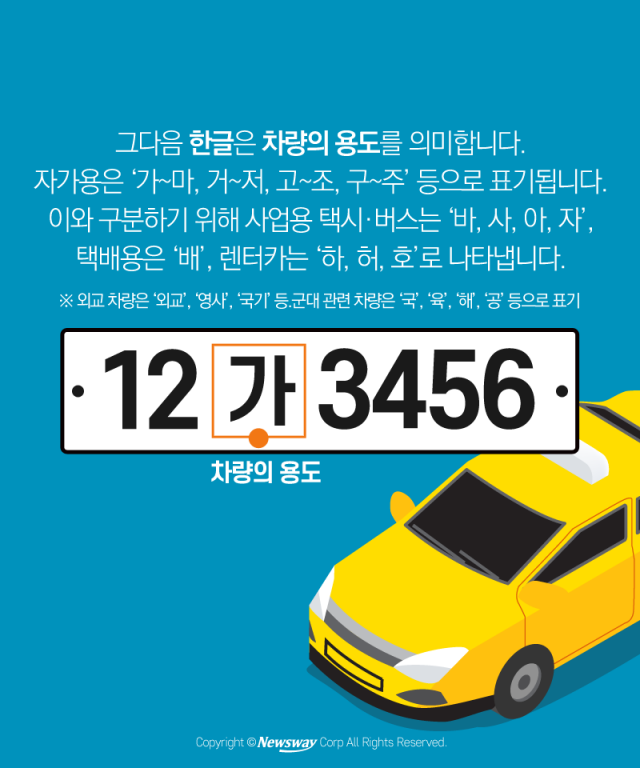 그다음 한글은 차량의 용도를 의미합니다.
자가용은 '가~마, 거~저, 고~조, 구~주' 등으로 표기됩니다.
이와 구분하기 위해 사업용 택시·버스는 '바, 사, 아, 자',
택배용은 '배', 렌터카는 '하, 허, 호'로 나타냅니다.
※ 외교 차량은 '외교', '영사', '국기' 등.군대 관련 차량은 '국', '육', '해', '공' 등으로 표기
12 가 3456
차량의 용도
Copyright © Newsway Corp All Rights Reserved.